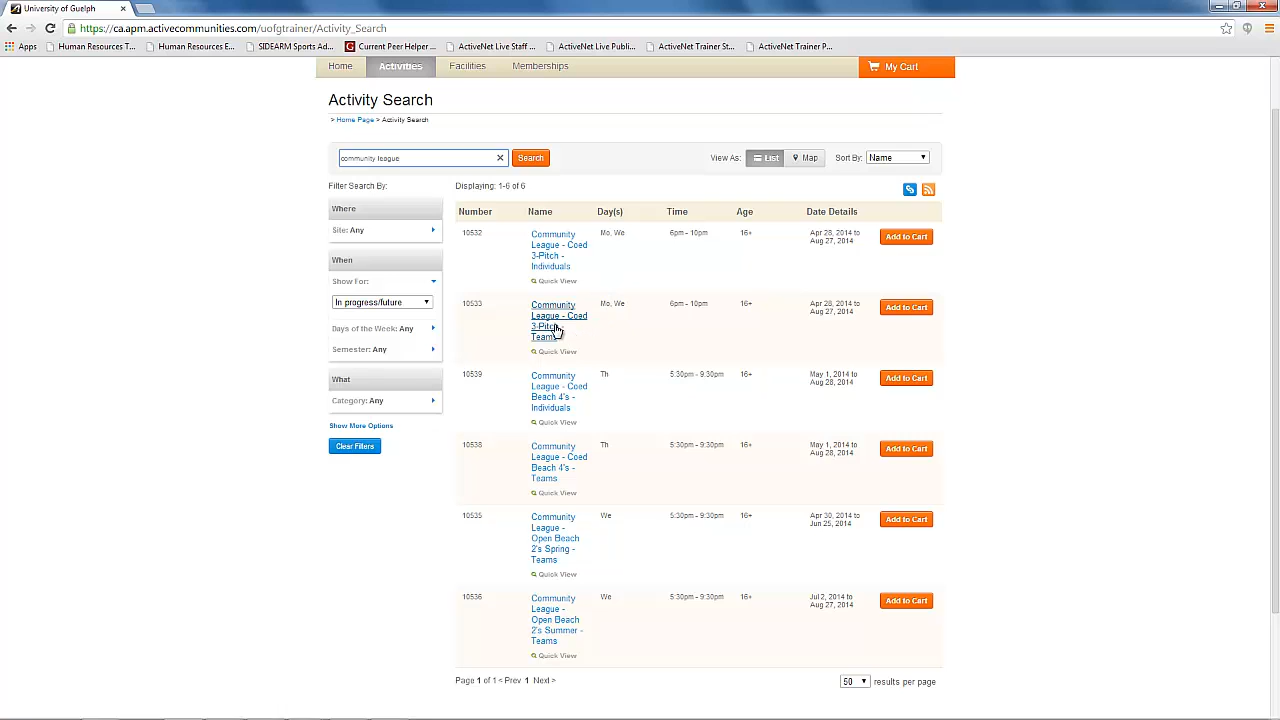 University of Guelph
https://ca.apm.activecommunities.com/uofgtrainer/Activity_Search
Apps Human Resources T... Human Resources E... SIDEARM Sports Ad... Current Peer Helper ... ActiveNet Live Staff ... ActiveNet Live Publi... ActiveNet Trainer St... ActiveNet Trainer P...
Home Activities Facilities Memberships My Cart
Activity Search
> Home Page > Activity Search
community league Search View As: List Map Sort By: Name
Filter Search By:
Where
Site: Any
When
Show For:
In progress/future
Days of the Week: Any
Semester: Any
What
Category: Any
Show More Options
Clear Filters
Displaying: 1-6 of 6
Number Name Day(s) Time Age Date Details
10532 Community Mo, We 6pm - 10pm 16+ Apr 28, 2014 to Add to Cart
League - Coed Aug 27, 2014
3-Pitch -
Individuals
Quick View
10533 Community Mo, We 6pm - 10pm 16+ Apr 28, 2014 to Add to Cart
League - Coed Aug 27, 2014
3-Pitch -
Teams
Quick View
10539 Community Th 5:30pm - 9:30pm 16+ May 1, 2014 to Add to Cart
League - Coed Aug 28, 2014
Beach 4's -
Individuals
Quick View
10538 Community Th 5:30pm - 9:30pm 16+ May 1, 2014 to Add to Cart
League - Coed Aug 28, 2014
Beach 4's -
Teams
Quick View
10535 Community We 5:30pm - 9:30pm 16+ Apr 30, 2014 to Add to Cart
League - Jun 25, 2014
Open Beach
2's Spring -
Teams
Quick View
10536 Community We 5:30pm - 9:30pm 16+ Jul 2, 2014 to Add to Cart
League - Aug 27, 2014
Open Beach
2's Summer -
Teams
Quick View
Page 1 of 1 < Prev 1 Next > 50 results per page